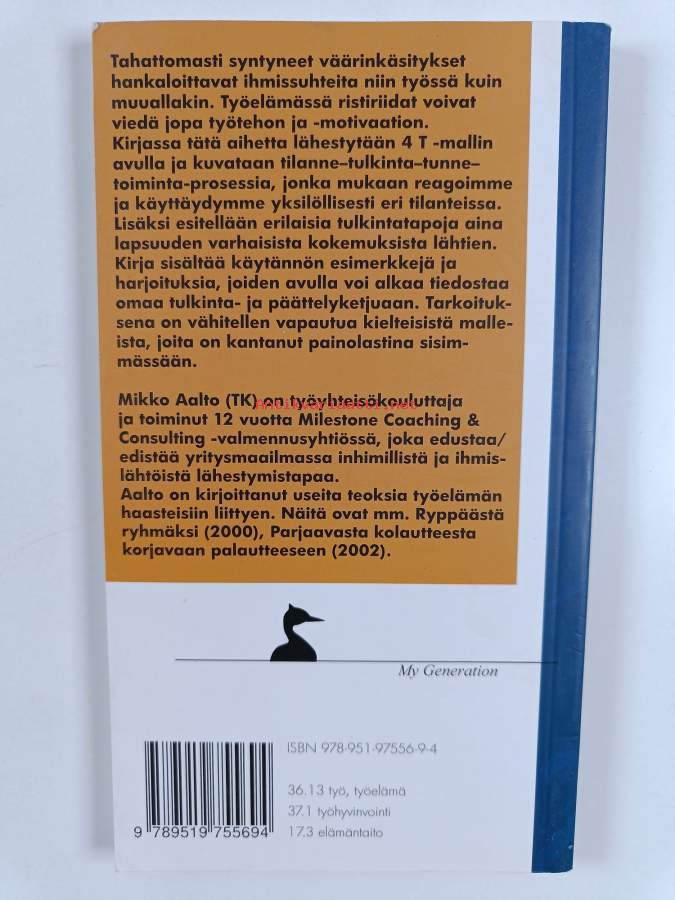 Tahattomasti syntyneet väärinkäsitykset
hankaloittavat ihmissuhteita niin työssä kuin
muuallakin. Työelämässä ristiriidat voivat
viedä jopa työtehon ja -motivaation.
Kirjassa tätä aihetta lähestytään 4 T -mallin
avulla ja kuvataan tilanne–tulkinta–tunne–
toiminta-prosessia, jonka mukaan reagoimme
ja käyttäydymme yksilöllisesti eri tilanteissa.
Lisäksi esitellään erilaisia tulkintatapoja aina
lapsuuden varhaisista kokemuksista lähtien.
Kirja sisältää käytännön esimerkkejä ja
harjoituksia, joiden avulla voi alkaa tiedostaa
omaa tulkinta- ja päättelyketjuaan. Tarkoituk-
sena on vähitellen vapautua kielteisistä malle-
ista, joita on kantanut painolastina sisim-
mässään.
Mikko Aalto (TK) on työyhteisökouluttaja
Antikvariaatti.net
ja toiminut 12 vuotta Milestone Coaching &
Consulting -valmennusyhtiössä, joka edustaa/
edistää yritysmaailmassa inhimillistä ja ihmis-
lähtöistä lähestymistapaa.
Aalto on kirjoittanut useita teoksia työelämän
haasteisiin liittyen. Näitä ovat mm. Ryppäästä
ryhmäksi (2000), Parjaavasta kolautteesta
korjavaan palautteeseen (2002).
My Generation
ISBN 978-951-97556-9-4
36.13 työ, työelämä
37.1 työhyvinvointi
17.3 elämäntaito
9 789519 755694